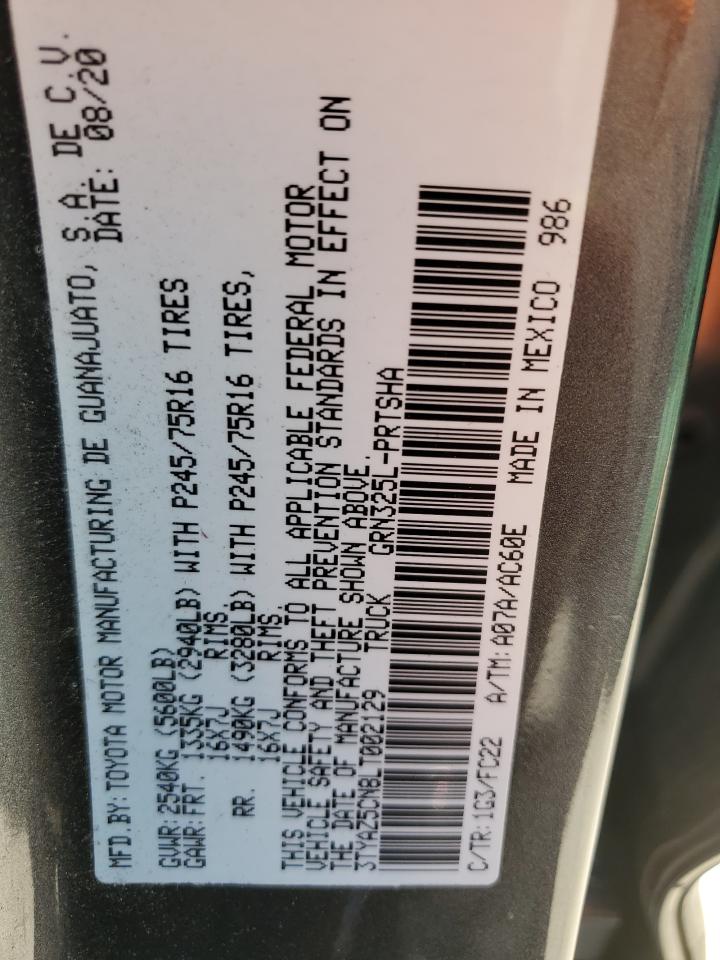 MFD.BY:TOYOTA MOTOR MANUFACTURING DE GUANAJUATO, S.A. DE C.V.
DATE: 08/20
GVWR:2540KG (5600LB)
GAWR:FRT. 1335KG (2940LB) WITH P245/75R16 TIRES
16X7J RIMS
RR. 1490KG (3280LB) WITH P245/75R16 TIRES,
16X7J RIMS.
THIS VEHICLE CONFORMS TO ALL APPLICABLE FEDERAL MOTOR
VEHICLE SAFETY AND THEFT PREVENTION STANDARDS IN EFFECT ON
THE DATE OF MANUFACTURE SHOWN ABOVE.
3TYAZ5CN8LT002129 TRUCK GRN325L-PRTSHA
C/TR:1G3/FC22 A/TM:A07A/AC60E MADE IN MEXICO 986